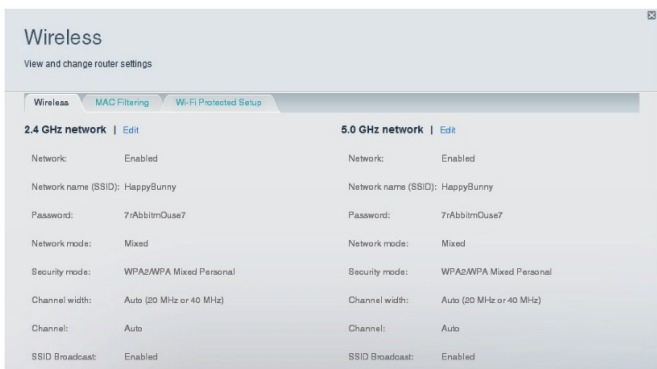 Wireless
View and change router settings
Wireless MAC Filtering Wi-Fi Protected Setup
2.4 GHz network | Edit
Network: Enabled
Network name (SSID): HappyBunny
Password: 7rAbbitmOuse7
Network mode: Mixed
Security mode: WPA2/WPA Mixed Personal
Channel width: Auto (20 MHz or 40 MHz)
Channel: Auto
SSID Broadcast: Enabled
5.0 GHz network | Edit
Network: Enabled
Network name (SSID): HappyBunny
Password: 7rAbbitmOuse7
Network mode: Mixed
Security mode: WPA2/WPA Mixed Personal
Channel width: Auto (20 MHz or 40 MHz)
Channel: Auto
SSID Broadcast: Enabled